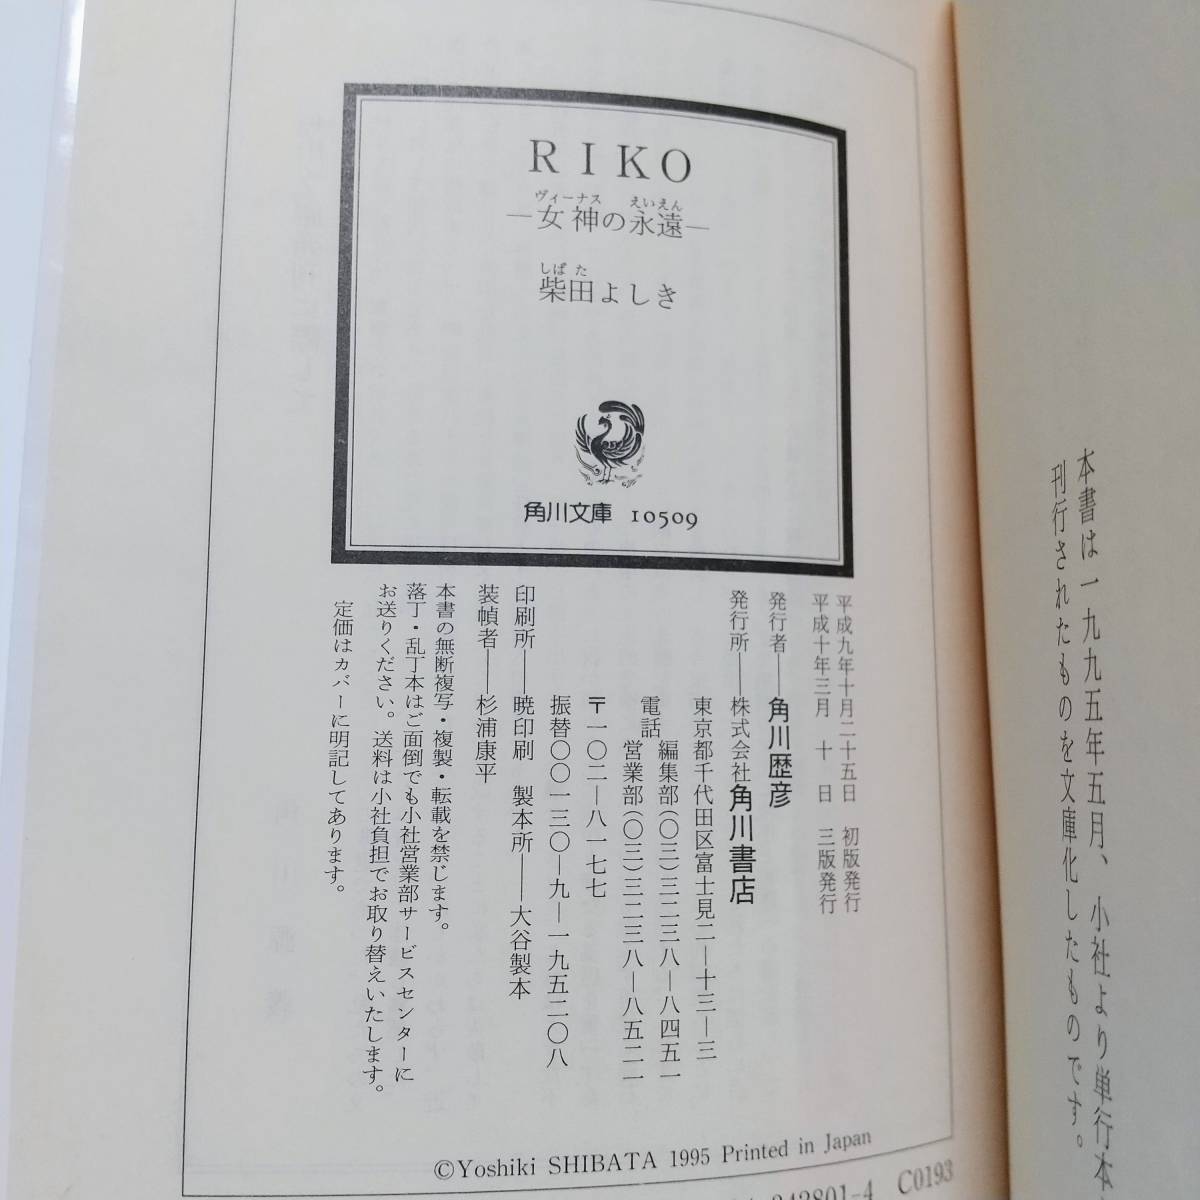 本書は一九九五年五月、小社より単行本
刊行されたものを文庫化したものです。
RIKO
ヴィーナス えいえん
―女神の永遠―
しば た
柴田よしき
角川文庫 10509
平成九年十月二十五日 初版発行
平成十年三月 十 日 三版発行
発行者――角川歴彦
発行所――株式会社角川書店
東京都千代田区富士見二―十三―三
電話 編集部(〇三)三二三八―八四五一
営業部(〇三)三二三八―八五二一
〒一〇二―八一七七
振替〇〇一三〇―九―一九五二〇八
印刷所――暁印刷 製本所――大谷製本
装幀者――杉浦康平
本書の無断複写・複製・転載を禁じます。
落丁・乱丁本はご面倒でも小社営業部サービスセンターに
お送りください。送料は小社負担でお取り替えいたします。
定価はカバーに明記してあります。
©Yoshiki SHIBATA 1995 Printed in Japan
342801-4 C0193